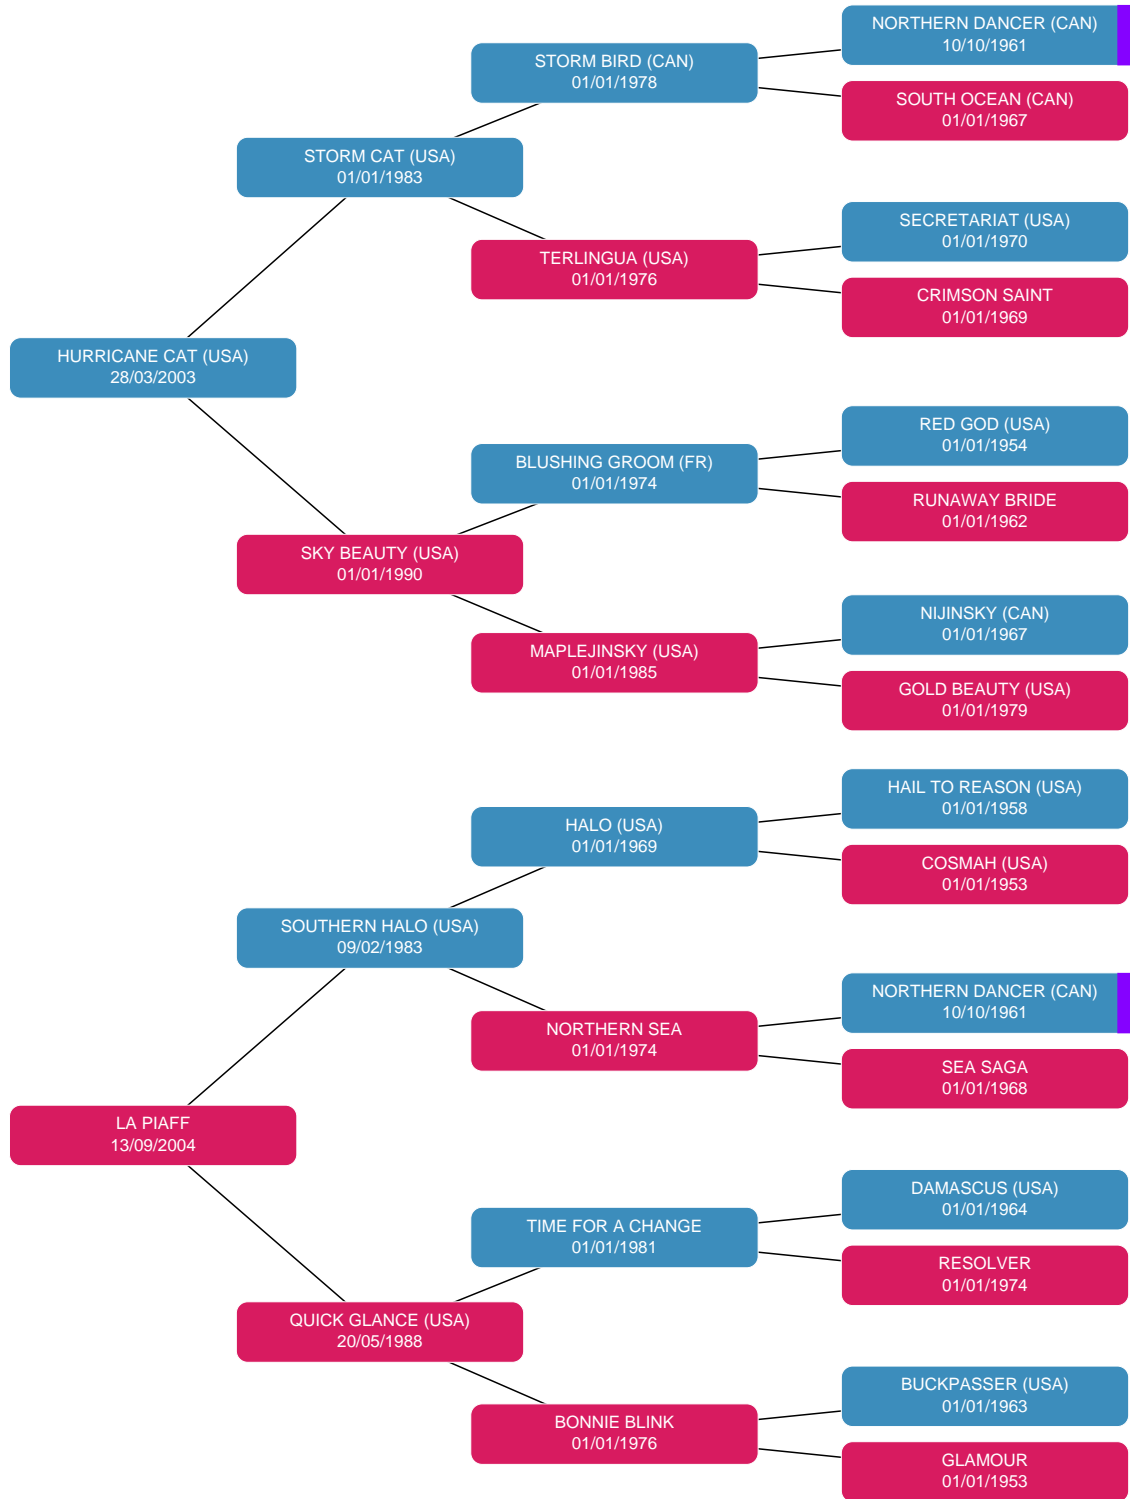 NORTHERN DANCER (CAN)
10/10/1961
STORM BIRD (CAN)
01/01/1978
SOUTH OCEAN (CAN)
01/01/1967
STORM CAT (USA)
01/01/1983
SECRETARIAT (USA)
01/01/1970
TERLINGUA (USA)
01/01/1976
CRIMSON SAINT
01/01/1969
HURRICANE CAT (USA)
28/03/2003
RED GOD (USA)
01/01/1954
BLUSHING GROOM (FR)
01/01/1974
RUNAWAY BRIDE
01/01/1962
SKY BEAUTY (USA)
01/01/1990
NIJINSKY (CAN)
01/01/1967
MAPLEJINSKY (USA)
01/01/1985
GOLD BEAUTY (USA)
01/01/1979
HAIL TO REASON (USA)
01/01/1958
HALO (USA)
01/01/1969
COSMAH (USA)
01/01/1953
SOUTHERN HALO (USA)
09/02/1983
NORTHERN DANCER (CAN)
10/10/1961
NORTHERN SEA
01/01/1974
SEA SAGA
01/01/1968
LA PIAFF
13/09/2004
DAMASCUS (USA)
01/01/1964
TIME FOR A CHANGE
01/01/1981
RESOLVER
01/01/1974
QUICK GLANCE (USA)
20/05/1988
BUCKPASSER (USA)
01/01/1963
BONNIE BLINK
01/01/1976
GLAMOUR
01/01/1953